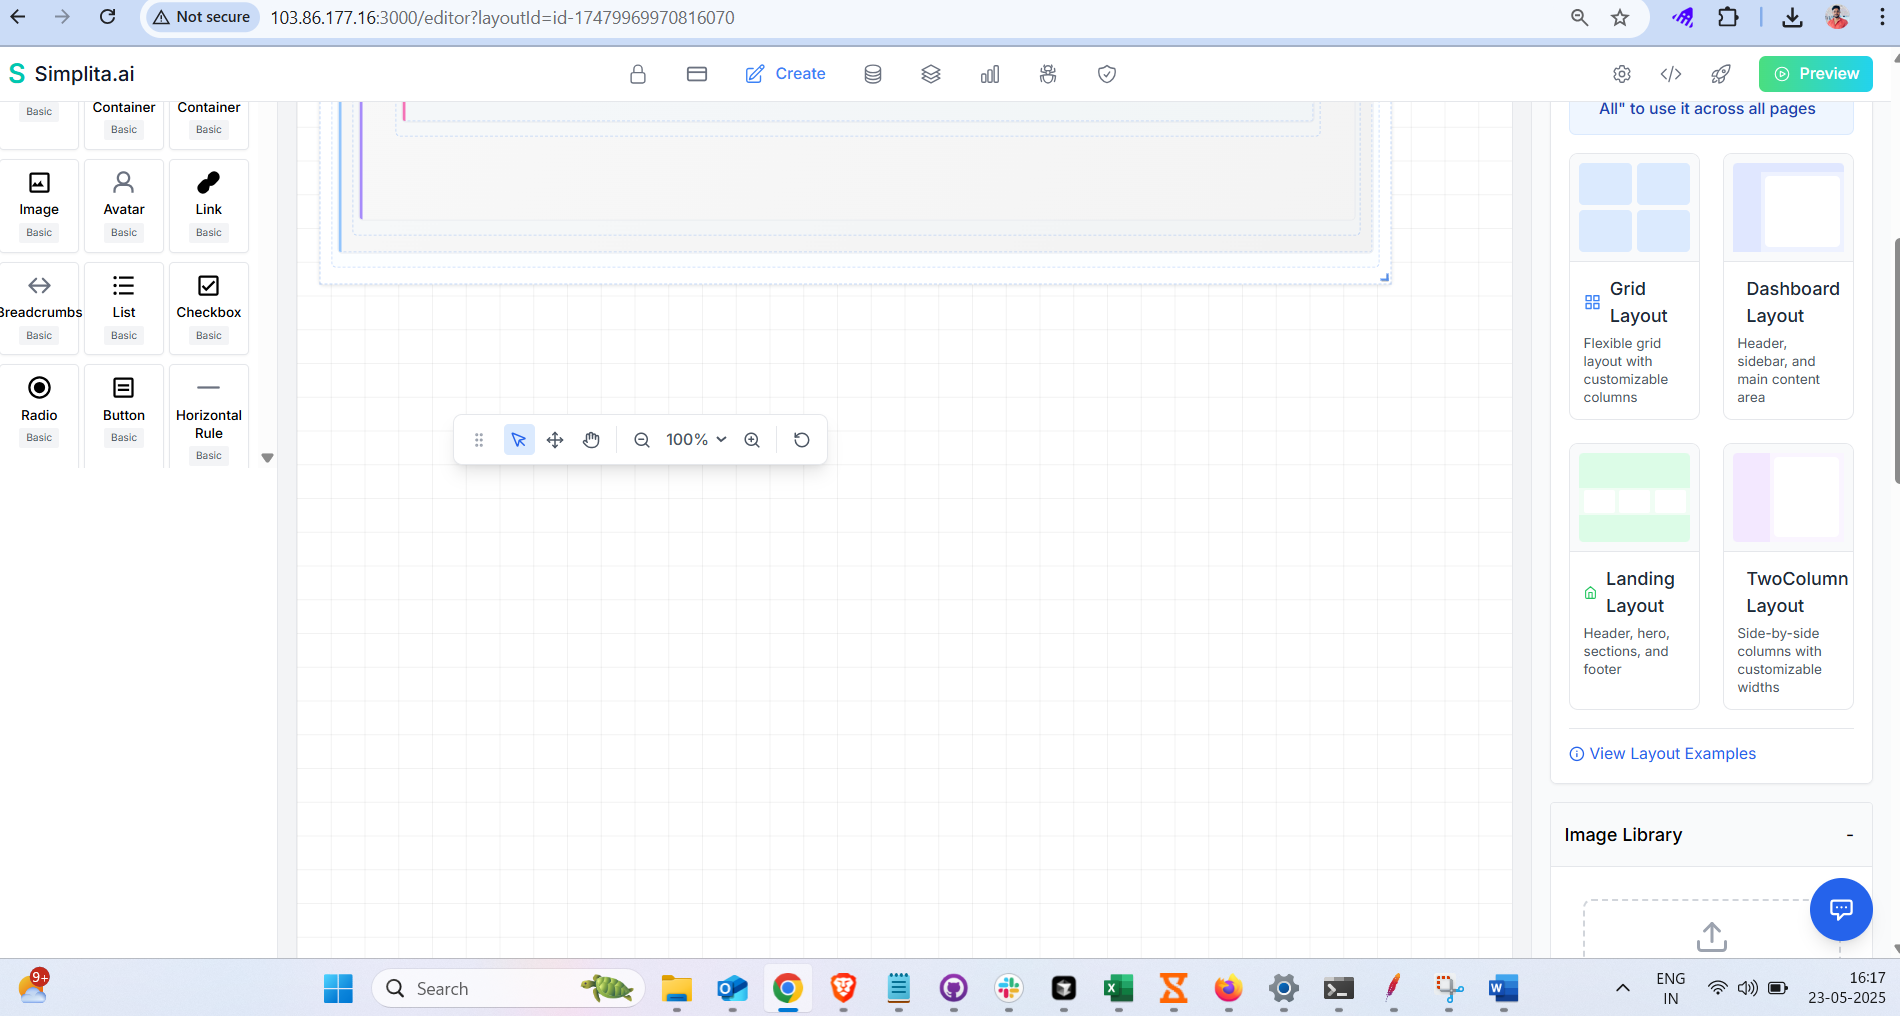 Not secure
103.86.177.16:3000/editor?layoutId=id-17479969970816070
Simplita.ai
Create
Preview
Basic
Container
Basic
Container
Basic
Image
Basic
Avatar
Basic
Link
Basic
Breadcrumbs
Basic
List
Basic
Checkbox
Basic
Radio
Basic
Button
Basic
Horizontal
Rule
Basic
100%
All" to use it across all pages
Grid
Layout
Flexible grid
layout with
customizable
columns
Dashboard
Layout
Header,
sidebar, and
main content
area
Landing
Layout
Header, hero,
sections, and
footer
TwoColumn
Layout
Side-by-side
columns with
customizable
widths
View Layout Examples
Image Library
-
9+
Search
ENG
IN
16:17
23-05-2025